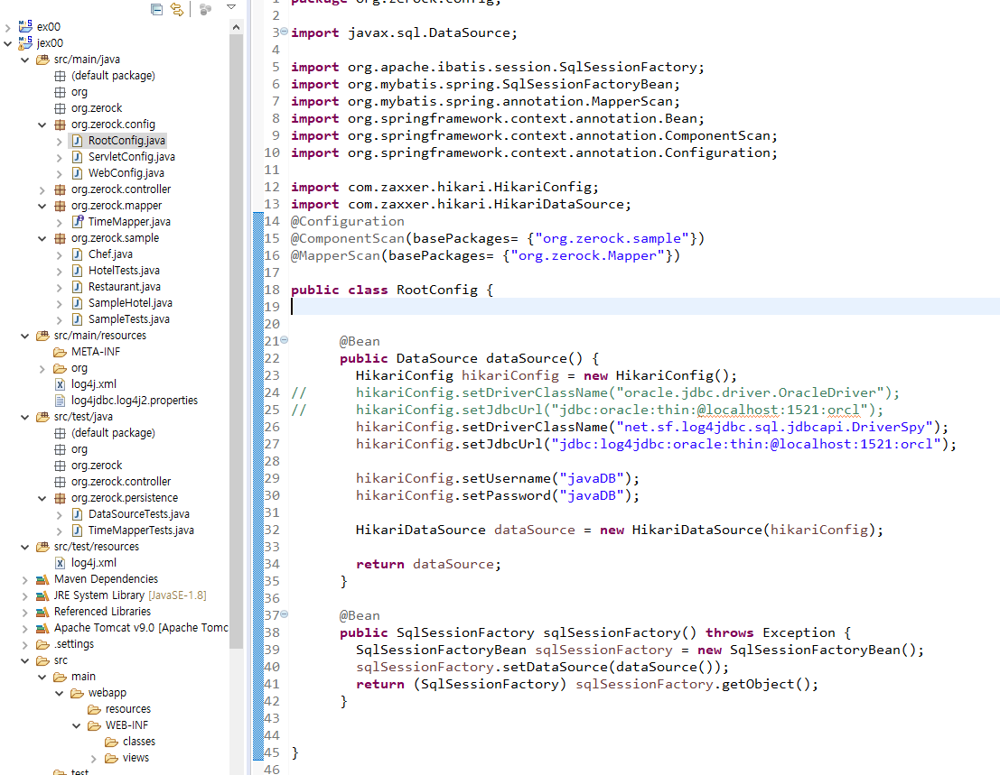 ex00
jex00
src/main/java
(default package)
org
org.zerock
org.zerock.config
RootConfig.java
ServletConfig.java
WebConfig.java
org.zerock.controller
org.zerock.mapper
TimeMapper.java
org.zerock.sample
Chef.java
HotelTests.java
Restaurant.java
SampleHotel.java
SampleTests.java
src/main/resources
META-INF
org
log4j.xml
log4jdbc.log4j2.properties
src/test/java
(default package)
org
org.zerock
org.zerock.controller
org.zerock.persistence
DataSourceTests.java
TimeMapperTests.java
src/test/resources
log4j.xml
Maven Dependencies
JRE System Library [JavaSE-1.8]
Referenced Libraries
Apache Tomcat v9.0 [Apache Tomc
.settings
src
main
webapp
resources
WEB-INF
classes
views
test
1 package org.zerock.config;
2
3 import javax.sql.DataSource;
4
5 import org.apache.ibatis.session.SqlSessionFactory;
6 import org.mybatis.spring.SqlSessionFactoryBean;
7 import org.mybatis.spring.annotation.MapperScan;
8 import org.springframework.context.annotation.Bean;
9 import org.springframework.context.annotation.ComponentScan;
10 import org.springframework.context.annotation.Configuration;
11
12 import com.zaxxer.hikari.HikariConfig;
13 import com.zaxxer.hikari.HikariDataSource;
14 @Configuration
15 @ComponentScan(basePackages= {"org.zerock.sample"})
16 @MapperScan(basePackages= {"org.zerock.Mapper"})
17
18 public class RootConfig {
19
20
21 @Bean
22 public DataSource dataSource() {
23 HikariConfig hikariConfig = new HikariConfig();
24 // hikariConfig.setDriverClassName("oracle.jdbc.driver.OracleDriver");
25 // hikariConfig.setJdbcUrl("jdbc:oracle:thin:@localhost:1521:orcl");
26 hikariConfig.setDriverClassName("net.sf.log4jdbc.sql.jdbcapi.DriverSpy");
27 hikariConfig.setJdbcUrl("jdbc:log4jdbc:oracle:thin:@localhost:1521:orcl");
28
29 hikariConfig.setUsername("javaDB");
30 hikariConfig.setPassword("javaDB");
31
32 HikariDataSource dataSource = new HikariDataSource(hikariConfig);
33
34 return dataSource;
35 }
36
37 @Bean
38 public SqlSessionFactory sqlSessionFactory() throws Exception {
39 SqlSessionFactoryBean sqlSessionFactory = new SqlSessionFactoryBean();
40 sqlSessionFactory.setDataSource(dataSource());
41 return (SqlSessionFactory) sqlSessionFactory.getObject();
42 }
43
44
45 }
46